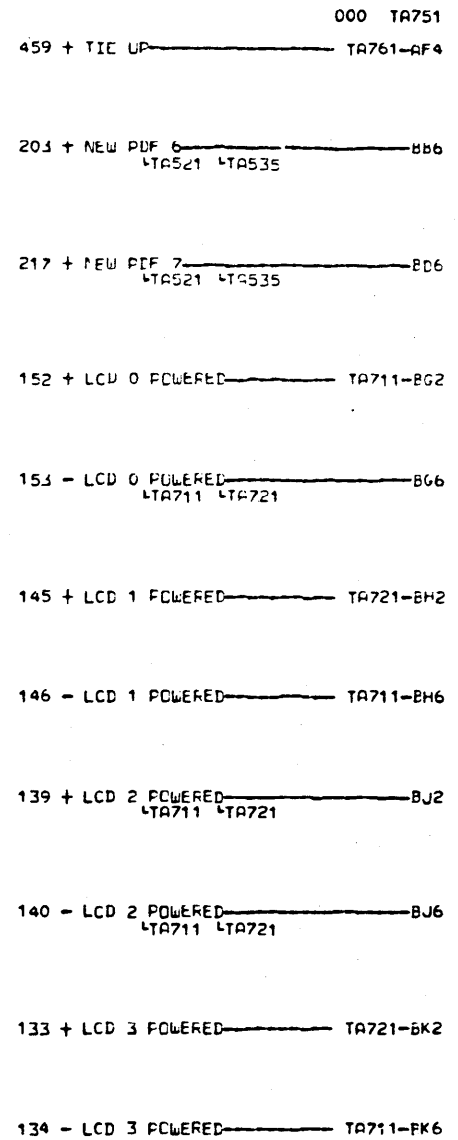 000 TA751
459 + TIE UP TA761-AF4
203 + NEW PDF 6 BB6
TA521 TA535
217 + NEW PDF 7 BD6
TA521 TA535
152 + LCD 0 POWERED TA711-BG2
153 - LCD 0 POWERED BG6
TA711 TA721
145 + LCD 1 POWERED TA721-BH2
146 - LCD 1 POWERED TA711-BH6
139 + LCD 2 POWERED BJ2
TA711 TA721
140 - LCD 2 POWERED BJ6
TA711 TA721
133 + LCD 3 POWERED TA721-BK2
134 - LCD 3 POWERED TA711-BK6